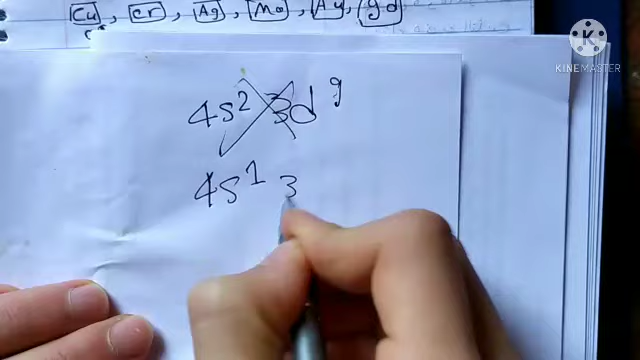 Cu, Cr, Ag, Mo, Au, gd
4s² 3d⁹
4s¹ 3
K
KINEMASTER